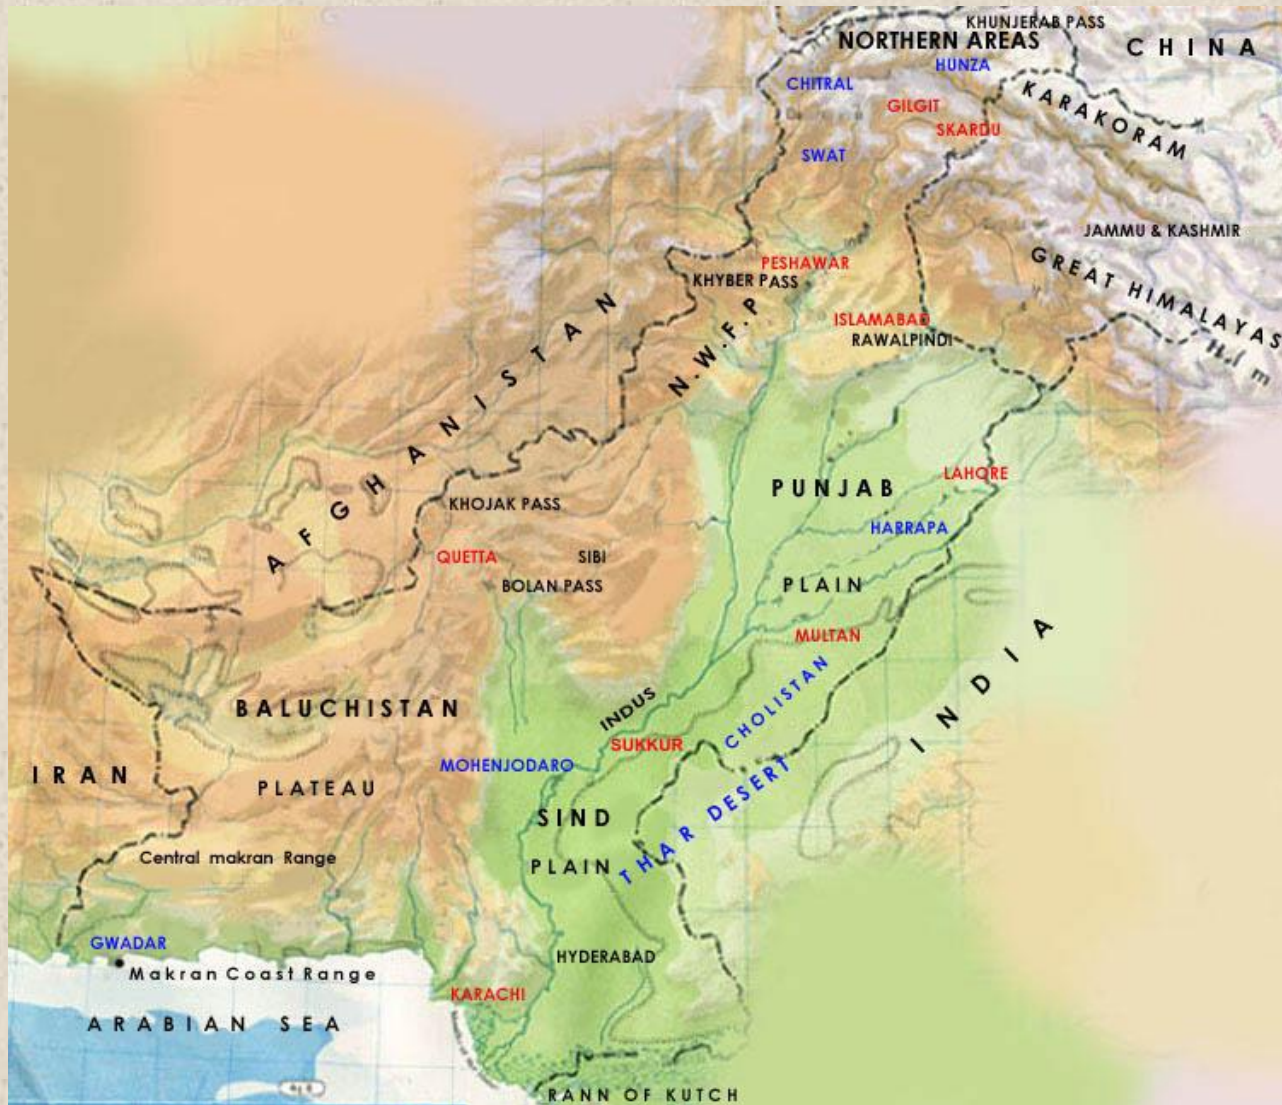 KHUNJERAB PASS
NORTHERN AREAS
CHINA
HUNZA
CHITRAL
KARAKORAM
GILGIT
SKARDU
SWAT
JAMMU & KASHMIR
GREAT HIMALAYAS
PESHAWAR
KHYBER PASS
N.W.F.P
ISLAMABAD
RAWALPINDI
AFGHANISTAN
LAHORE
PUNJAB
KHOJAK PASS
HARRAPA
QUETTA
SIBI
BOLAN PASS
PLAIN
MULTAN
INDIA
CHOLISTAN
BALUCHISTAN
INDUS
SUKKUR
MOHENJODARO
IRAN
PLATEAU
SIND
THAR DESERT
Central makran Range
PLAIN
GWADAR
HYDERABAD
Makran Coast Range
KARACHI
ARABIAN SEA
RANN OF KUTCH